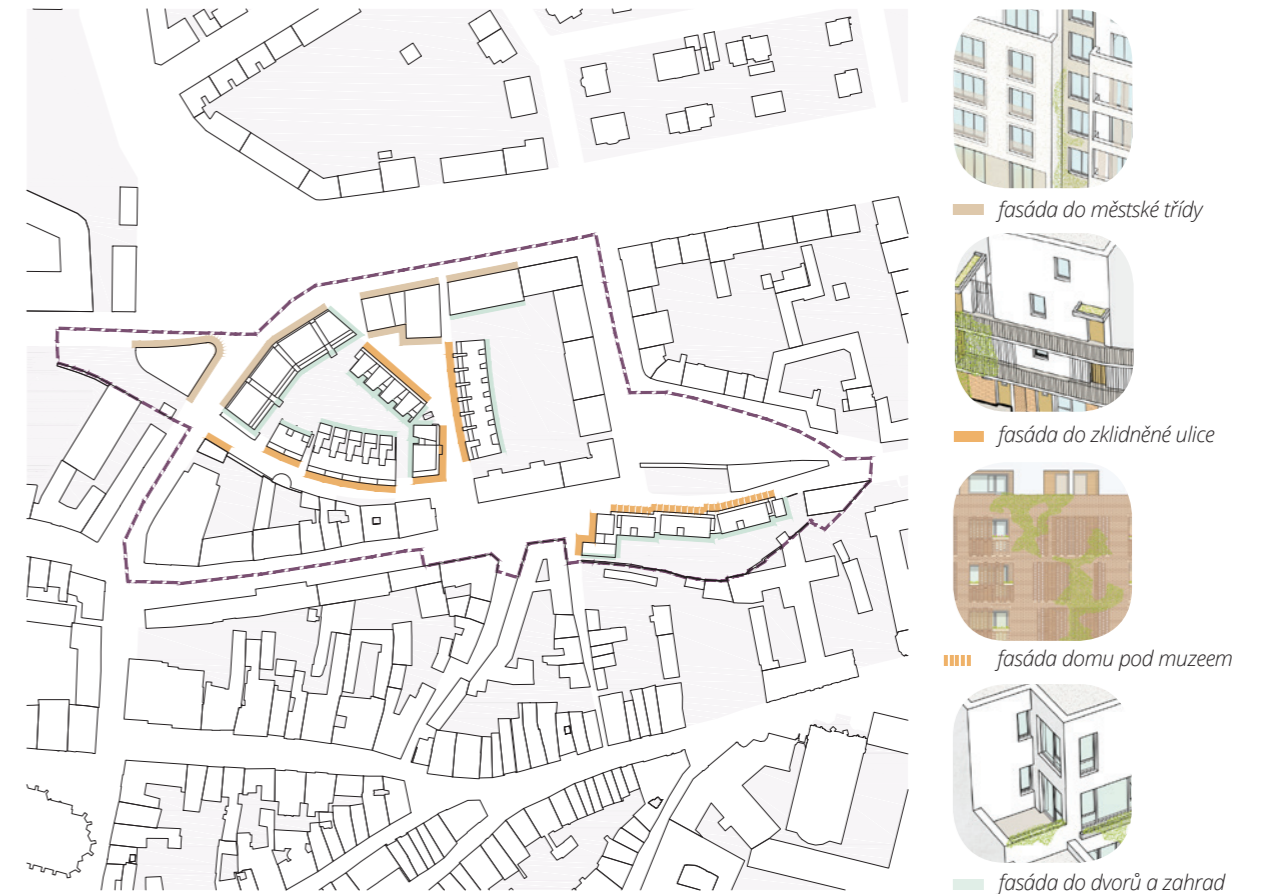 fasáda do městské třídy
fasáda do zklidněné ulice
fasáda domu pod muzeem
fasáda do dvorů a zahrad